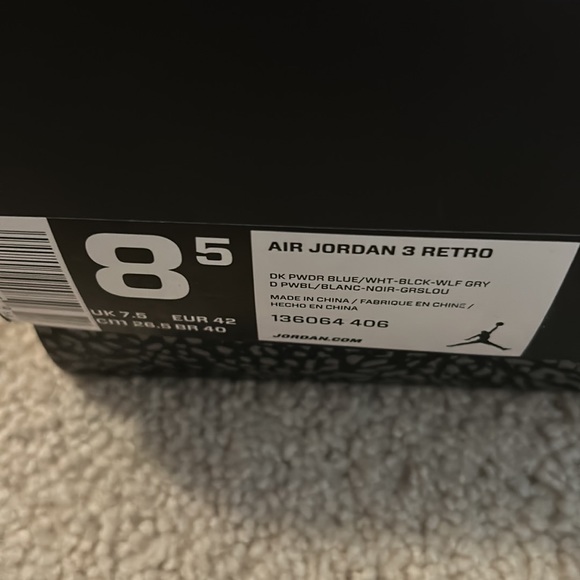 8 5
UK 7.5 EUR 42
CM 26.5 BR 40
AIR JORDAN 3 RETRO
DK PWDR BLUE/WHT-BLCK-WLF GRY
D PWBL/BLANC-NOIR-GRSLOU
MADE IN CHINA / FABRIQUE EN CHINE /
HECHO EN CHINA
136064 406
JORDAN.COM